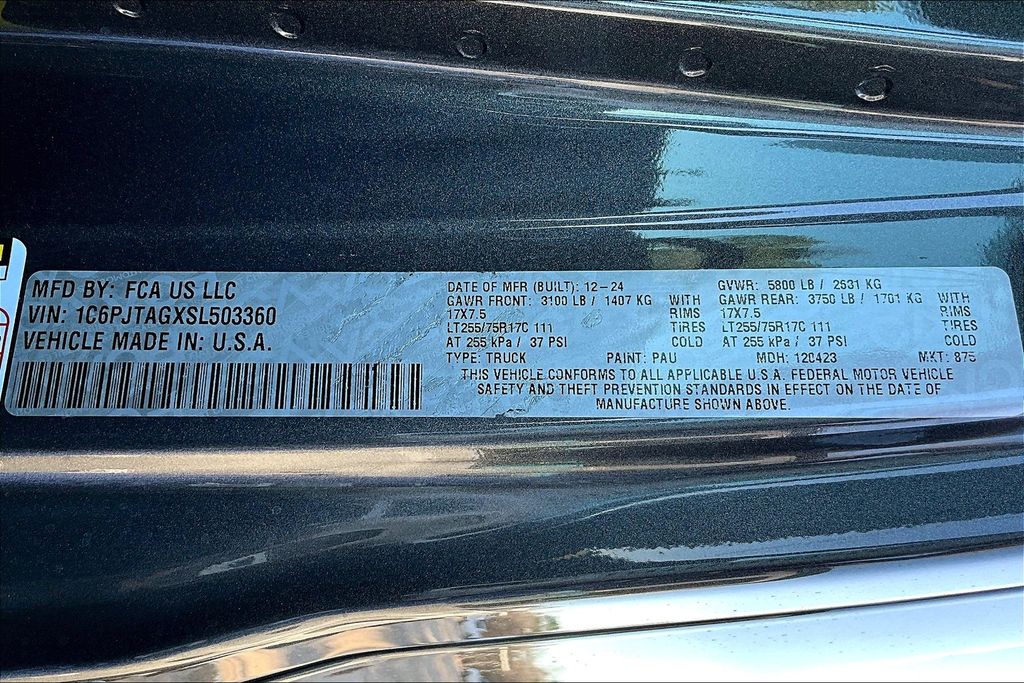 MFD BY: FCA US LLC
VIN: 1C6PJTAGXSL503360
VEHICLE MADE IN: U.S.A.
DATE OF MFR (BUILT): 12-24 GVWR: 5800 LB / 2631 KG
GAWR FRONT: 3100 LB / 1407 KG WITH GAWR REAR: 3750 LB / 1701 KG WITH
17X7.5 RIMS 17X7.5 RIMS
LT255/75R17C 111 TIRES LT255/75R17C 111 TIRES
AT 255 kPa / 37 PSI COLD AT 255 kPa / 37 PSI COLD
TYPE: TRUCK PAINT: PAU MDH: 120423 MKT: 875
THIS VEHICLE CONFORMS TO ALL APPLICABLE U.S.A. FEDERAL MOTOR VEHICLE
SAFETY AND THEFT PREVENTION STANDARDS IN EFFECT ON THE DATE OF
MANUFACTURE SHOWN ABOVE.